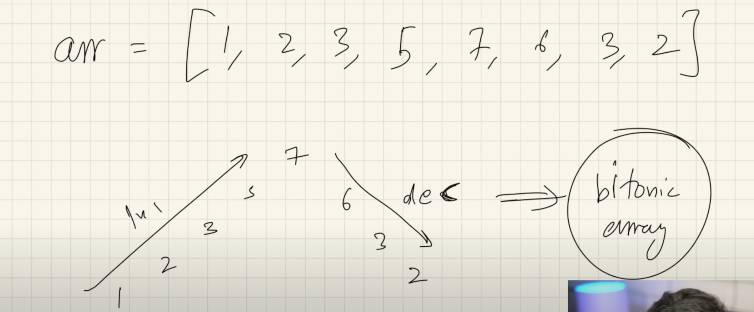 arr = [1, 2, 3, 5, 7, 6, 3, 2]
7
5
6 dec
inc
3
3
2
2
1
bitonic
array